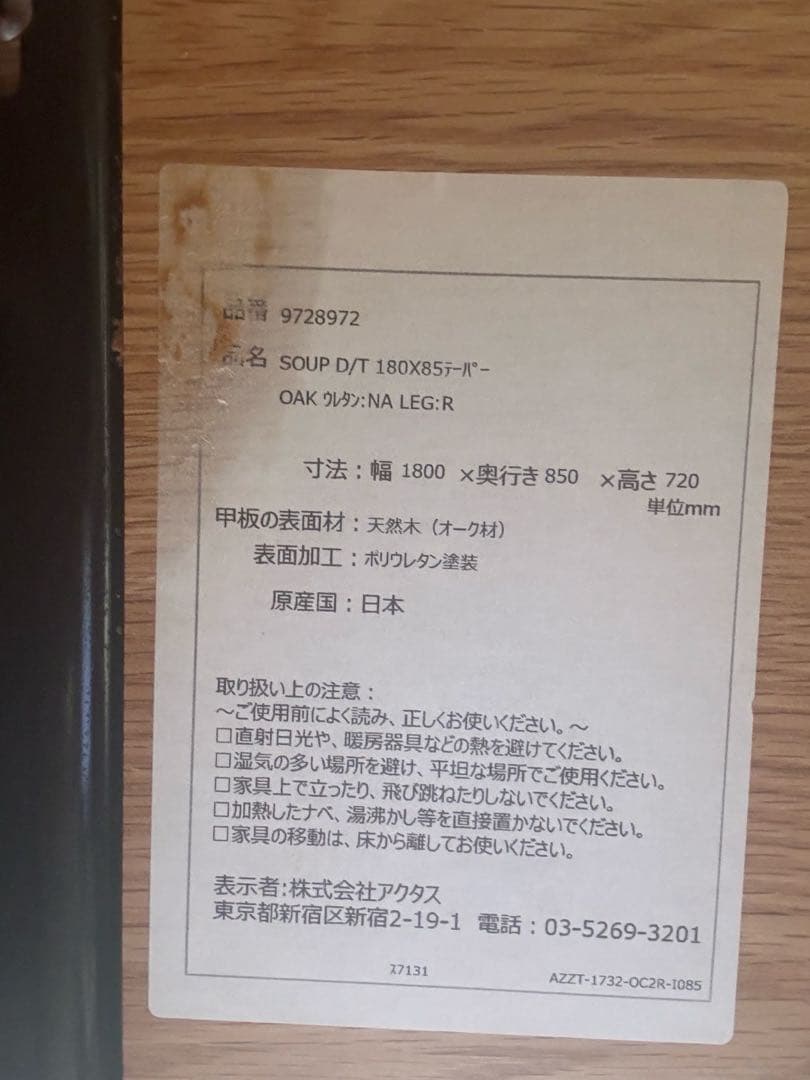 品番 9728972
品名 SOUP D/T 180X85ﾃｰﾊﾟｰ
OAK ｳﾚﾀﾝ:NA LEG:R
寸法：幅 1800 ×奥行き 850 ×高さ 720
単位mm
甲板の表面材：天然木（オーク材）
表面加工：ポリウレタン塗装
原産国：日本
取り扱い上の注意：
～ご使用前によく読み、正しくお使いください。～
□直射日光や、暖房器具などの熱を避けてください。
□湿気の多い場所を避け、平坦な場所でご使用ください。
□家具上で立ったり、飛び跳ねたりしないでください。
□加熱したナベ、湯沸かし等を直接置かないでください。
□家具の移動は、床から離してお使いください。
表示者:株式会社アクタス
東京都新宿区新宿2-19-1 電話：03-5269-3201
ｽ7131 AZZT-1732-OC2R-I085